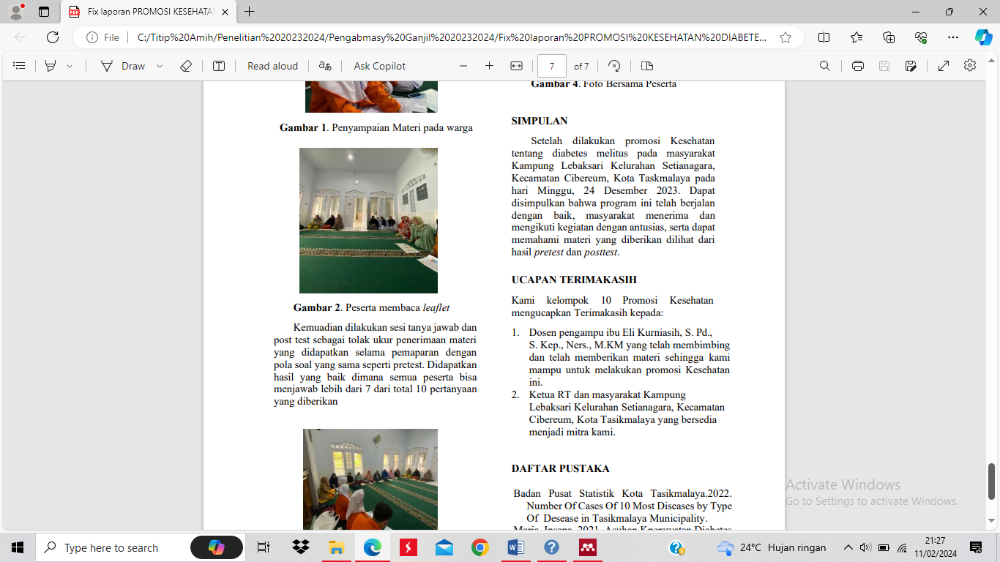 Fix laporan PROMOSI KESEHATAN
File
C:/Titip%20Amih/Penelitian%2020232024/Pengabmasy%20Ganjil%2020232024/Fix%20laporan%20PROMOSI%20KESEHATAN%20DIABETE...
Draw
Read aloud
Ask Copilot
7
of 7
Gambar 1. Penyampaian Materi pada warga
Gambar 2. Peserta membaca leaflet
Kemuadian dilakukan sesi tanya jawab dan
post test sebagai tolak ukur penerimaan materi
yang didapatkan selama pemaparan dengan
pola soal yang sama seperti pretest. Didapatkan
hasil yang baik dimana semua peserta bisa
menjawab lebih dari 7 dari total 10 pertanyaan
yang diberikan
Gambar 4. Foto Bersama Peserta
SIMPULAN
Setelah dilakukan promosi Kesehatan
tentang diabetes melitus pada masyarakat
Kampung Lebaksari Kelurahan Setianagara,
Kecamatan Cibereum, Kota Taskmalaya pada
hari Minggu, 24 Desember 2023. Dapat
disimpulkan bahwa program ini telah berjalan
dengan baik, masyarakat menerima dan
mengikuti kegiatan dengan antusias, serta dapat
memahami materi yang diberikan dilihat dari
hasil pretest dan posttest.
UCAPAN TERIMAKASIH
Kami kelompok 10 Promosi Kesehatan
mengucapkan Terimakasih kepada:
1. Dosen pengampu ibu Eli Kurniasih, S. Pd.,
S. Kep., Ners., M.KM yang telah membimbing
dan telah memberikan materi sehingga kami
mampu untuk melakukan promosi Kesehatan
ini.
2. Ketua RT dan masyarakat Kampung
Lebaksari Kelurahan Setianagara, Kecamatan
Cibereum, Kota Tasikmalaya yang bersedia
menjadi mitra kami.
DAFTAR PUSTAKA
Badan Pusat Statistik Kota Tasikmalaya.2022.
Number Of Cases Of 10 Most Diseases by Type
Of Desease in Tasikmalaya Municipality.
Maria, Insana. 2021. Asuhan Kperawatan Diabetes
Activate Windows
Go to Settings to activate Windows.
Type here to search
24°C Hujan ringan
21:27
11/02/2024